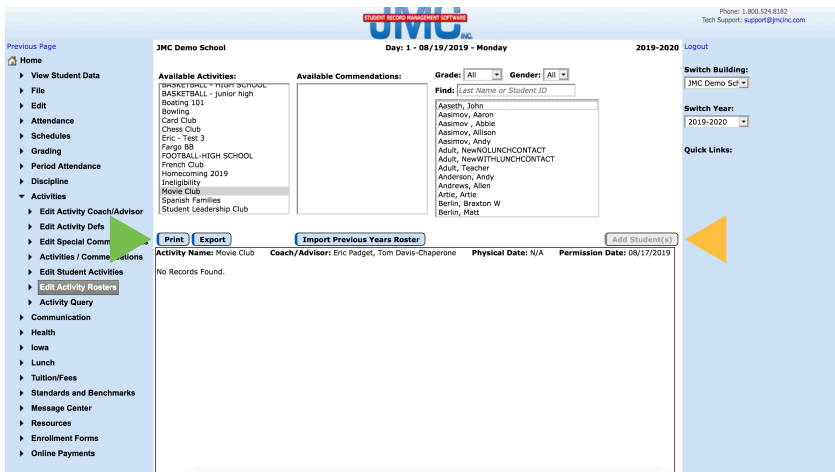 STUDENT RECORD MANAGEMENT SOFTWARE
JMC
INC.
Phone: 1.800.524.8182
Tech Support: support@jmcinc.com
Previous Page
Home
View Student Data
File
Edit
Attendance
Schedules
Grading
Period Attendance
Discipline
Activities
Edit Activity Coach/Advisor
Edit Activity Defs
Edit Special Comm
Activities / Comme ations
Edit Student Activities
Edit Activity Rosters
Activity Query
Communication
Health
Iowa
Lunch
Tuition/Fees
Standards and Benchmarks
Message Center
Resources
Enrollment Forms
Online Payments
JMC Demo School Day: 1 - 08/19/2019 - Monday 2019-2020
Available Activities:
BASKETBALL - HIGH SCHOOL
BASKETBALL - junior high
Boating 101
Bowling
Card Club
Chess Club
Eric - Test 3
Fargo BB
FOOTBALL-HIGH SCHOOL
French Club
Homecoming 2019
Ineligibility
Movie Club
Spanish Families
Student Leadership Club
Available Commendations:
Grade: All Gender: All
Find: Last Name or Student ID
Aaseth, John
Aasimov, Aaron
Aasimov , Abbie
Aasimov, Allison
Aasimov, Andy
Adult, NewNOLUNCHCONTACT
Adult, NewWITHLUNCHCONTACT
Adult, Teacher
Anderson, Andy
Andrews, Allen
Artie, Artie
Berlin, Braxton W
Berlin, Matt
Print Export Import Previous Years Roster Add Student(s)
Activity Name: Movie Club Coach/Advisor: Eric Padget, Tom Davis-Chaperone Physical Date: N/A Permission Date: 08/17/2019
No Records Found.
Logout
Switch Building:
JMC Demo Sch
Switch Year:
2019-2020
Quick Links: